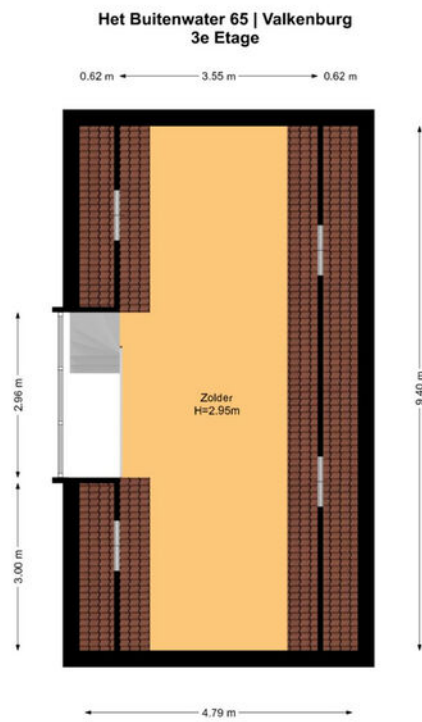 Het Buitenwater 65 | Valkenburg
3e Etage
0.62 m
3.55 m
0.62 m
2.96 m
3.00 m
Zolder
H=2.95m
9.40 m
4.79 m